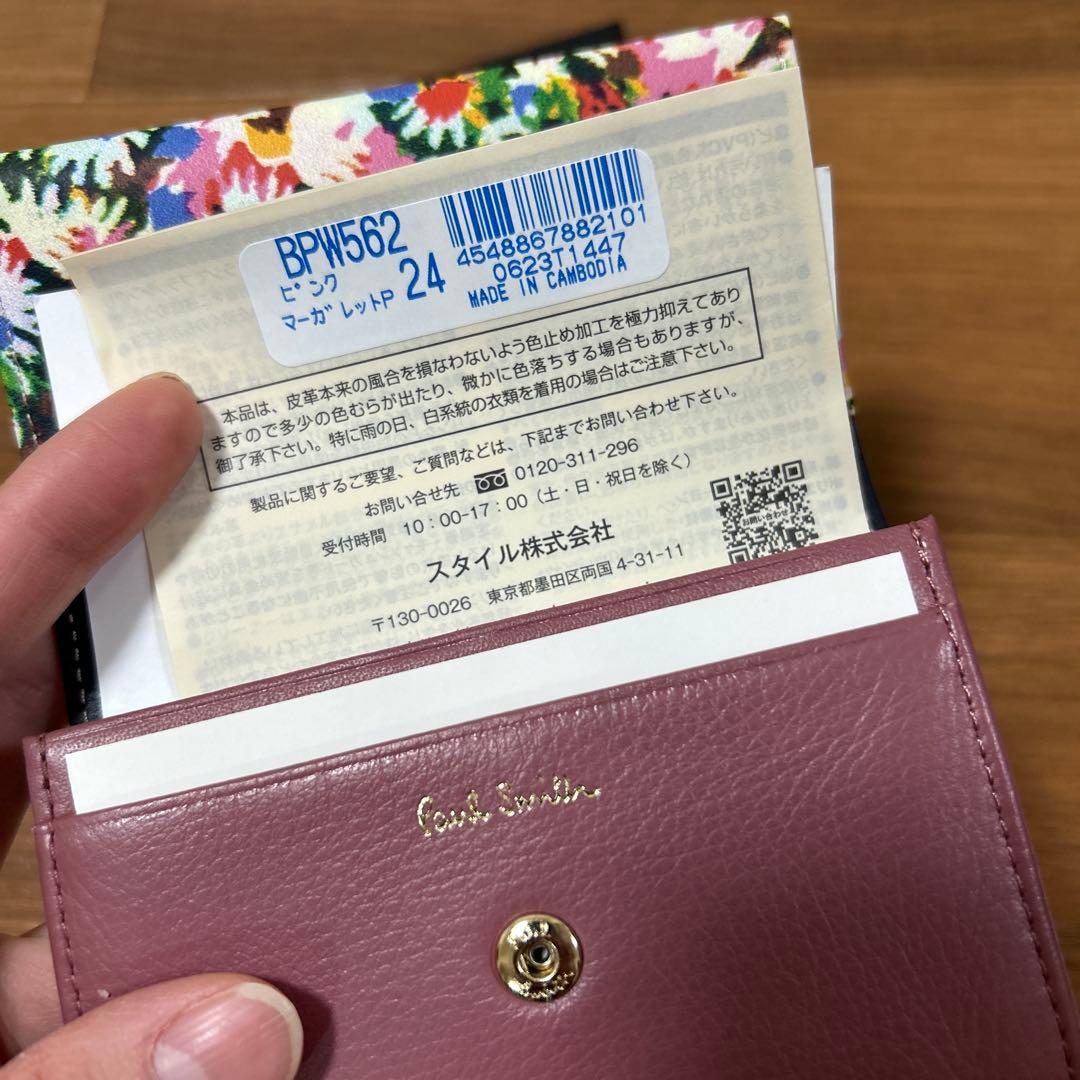 BPW562
ピンク
マーガレットP 24
4548867882101
0623T1447
MADE IN CAMBODIA
本品は、皮革本来の風合を損なわないよう色止め加工を極力抑えてあり
ますので多少の色むらが出たり、微かに色落ちする場合もありますが、
御了承下さい。特に雨の日、白系統の衣類を着用の場合はご注意下さい。
製品に関するご要望、ご質問などは、下記までお問い合わせ下さい。
お問い合せ先 0120-311-296
受付時間 10：00-17：00（土・日・祝日を除く）
お問い合わせ
スタイル株式会社
〒130-0026 東京都墨田区両国 4-31-11
Paul Smith